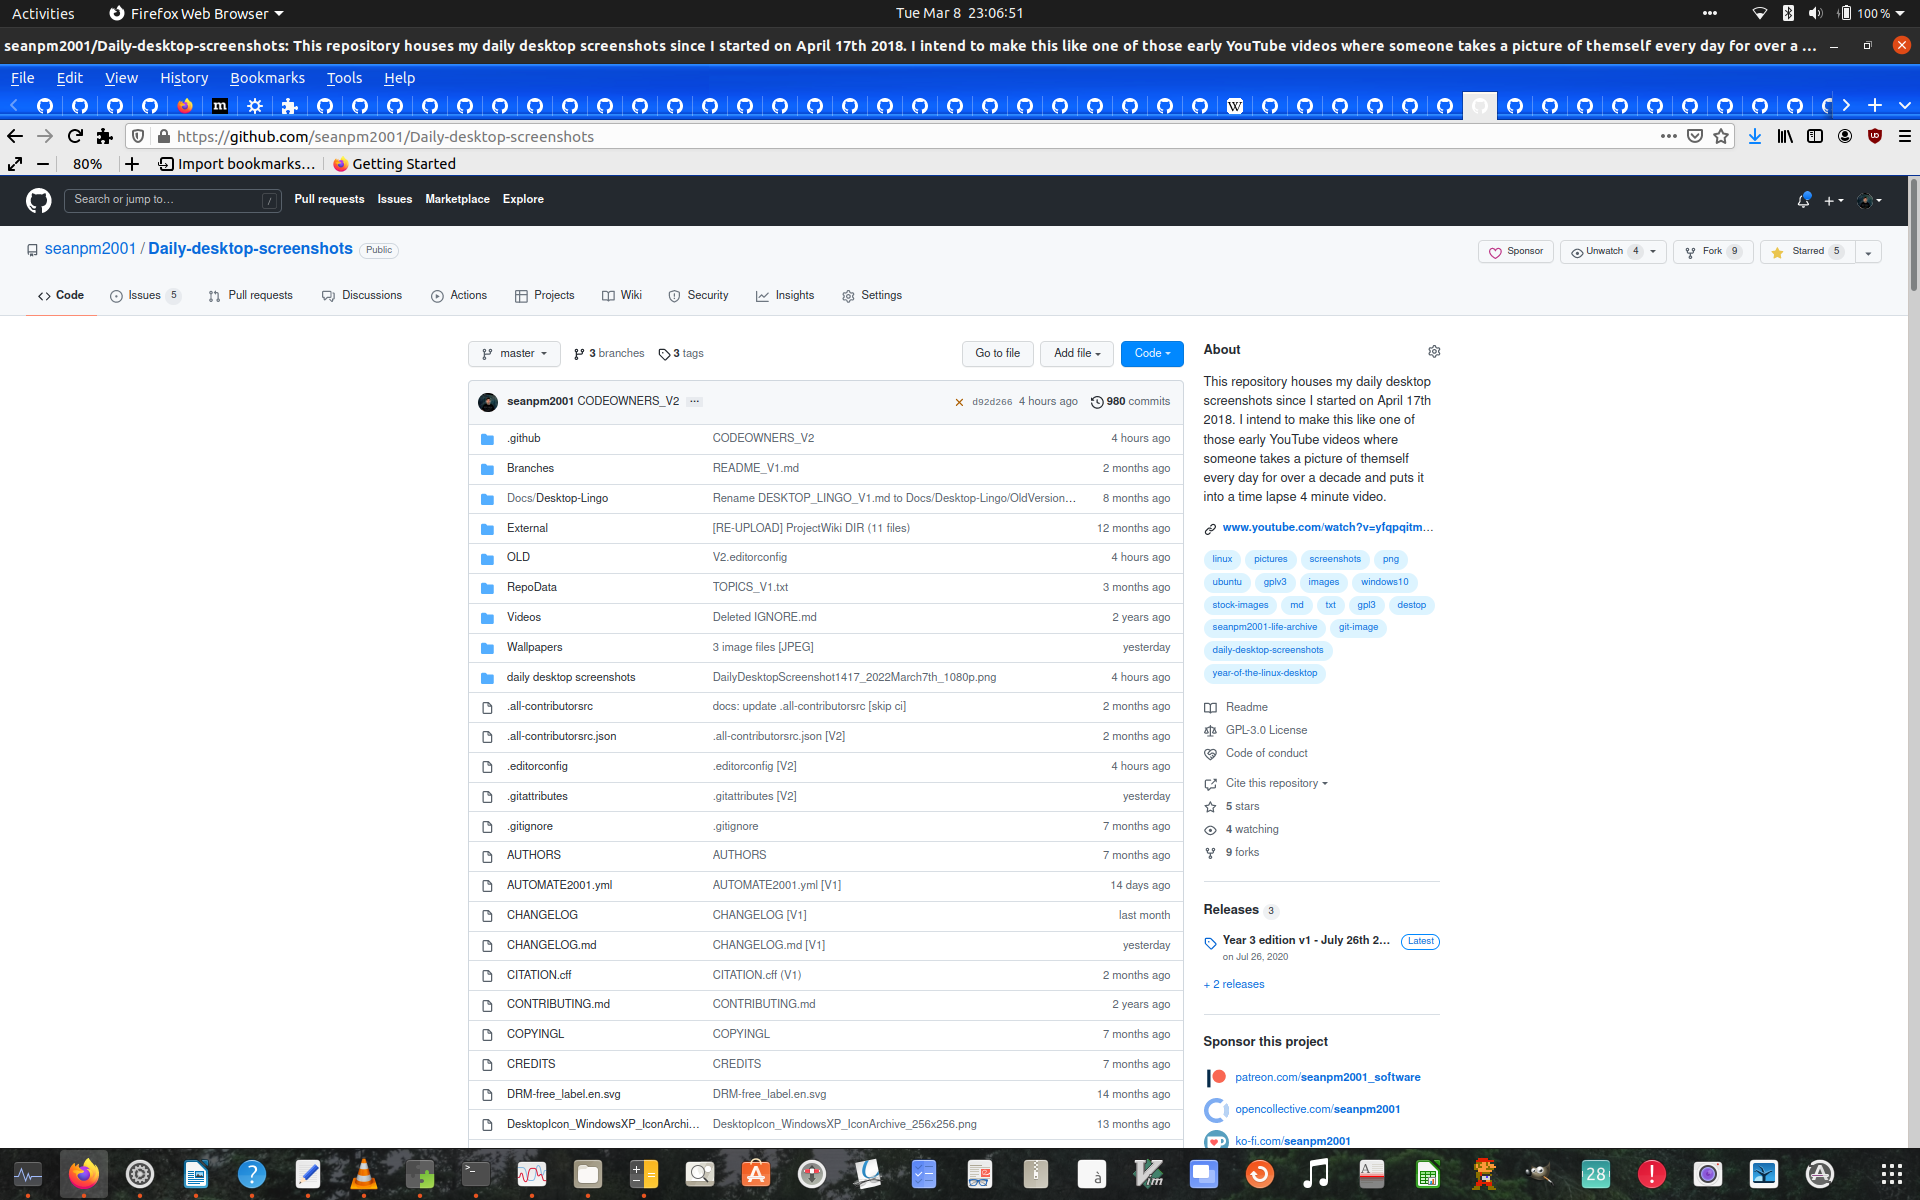 Activities Firefox Web Browser Tue Mar 8 23:06:51 100 %
seanpm2001/Daily-desktop-screenshots: This repository houses my daily desktop screenshots since I started on April 17th 2018. I intend to make this like one of those early YouTube videos where someone takes a picture of themself every day for over a ...
File Edit View History Bookmarks Tools Help
https://github.com/seanpm2001/Daily-desktop-screenshots
80% Import bookmarks... Getting Started
Search or jump to... / Pull requests Issues Marketplace Explore
seanpm2001 / Daily-desktop-screenshots Public Sponsor Unwatch 4 Fork 9 Starred 5
Code Issues 5 Pull requests Discussions Actions Projects Wiki Security Insights Settings
master 3 branches 3 tags Go to file Add file Code
seanpm2001 CODEOWNERS_V2 ... d92d266 4 hours ago 980 commits
.github CODEOWNERS_V2 4 hours ago
Branches README_V1.md 2 months ago
Docs/Desktop-Lingo Rename DESKTOP_LINGO_V1.md to Docs/Desktop-Lingo/OldVersion... 8 months ago
External [RE-UPLOAD] ProjectWiki DIR (11 files) 12 months ago
OLD V2.editorconfig 4 hours ago
RepoData TOPICS_V1.txt 3 months ago
Videos Deleted IGNORE.md 2 years ago
Wallpapers 3 image files [JPEG] yesterday
daily desktop screenshots DailyDesktopScreenshot1417_2022March7th_1080p.png 4 hours ago
.all-contributorsrc docs: update .all-contributorsrc [skip ci] 2 months ago
.all-contributorsrc.json .all-contributorsrc.json [V2] 2 months ago
.editorconfig .editorconfig [V2] 4 hours ago
.gitattributes .gitattributes [V2] yesterday
.gitignore .gitignore 7 months ago
AUTHORS AUTHORS 7 months ago
AUTOMATE2001.yml AUTOMATE2001.yml [V1] 14 days ago
CHANGELOG CHANGELOG [V1] last month
CHANGELOG.md CHANGELOG.md [V1] yesterday
CITATION.cff CITATION.cff (V1) 2 months ago
CONTRIBUTING.md CONTRIBUTING.md 2 years ago
COPYINGL COPYINGL 7 months ago
CREDITS CREDITS 7 months ago
DRM-free_label.en.svg DRM-free_label.en.svg 14 months ago
DesktopIcon_WindowsXP_IconArchi... DesktopIcon_WindowsXP_IconArchive_256x256.png 13 months ago
About
This repository houses my daily desktop
screenshots since I started on April 17th
2018. I intend to make this like one of
those early YouTube videos where
someone takes a picture of themself
every day for over a decade and puts it
into a time lapse 4 minute video.
www.youtube.com/watch?v=yfqpqitm...
linux pictures screenshots png
ubuntu gplv3 images windows10
stock-images md txt gpl3 destop
seanpm2001-life-archive git-image
daily-desktop-screenshots
year-of-the-linux-desktop
Readme
GPL-3.0 License
Code of conduct
Cite this repository
5 stars
4 watching
9 forks
Releases 3
Year 3 edition v1 - July 26th 2... Latest
on Jul 26, 2020
+ 2 releases
Sponsor this project
patreon.com/seanpm2001_software
opencollective.com/seanpm2001
ko-fi.com/seanpm2001
28